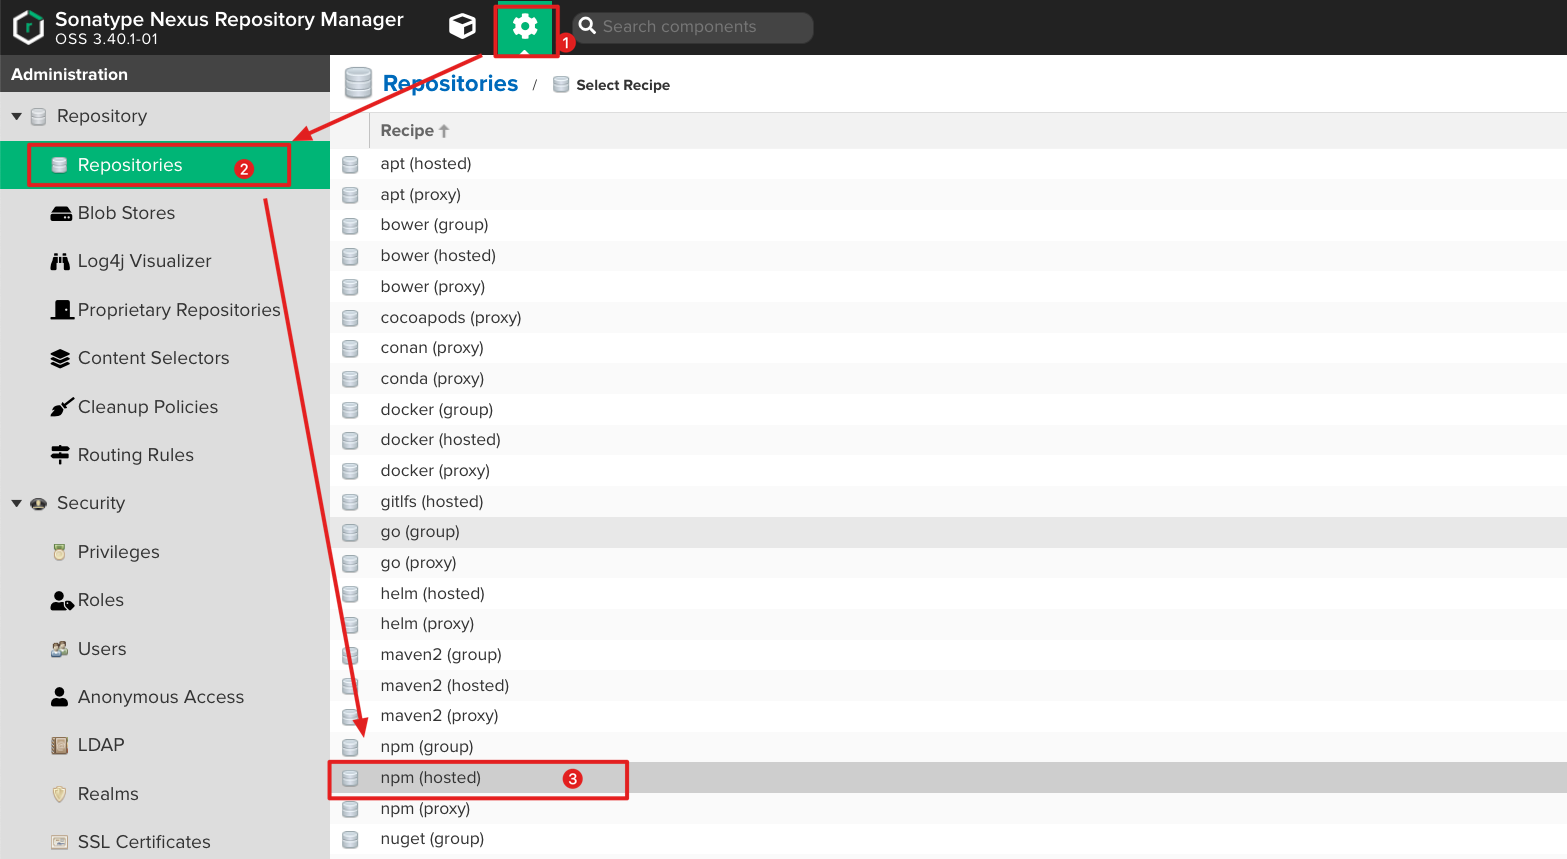 Sonatype Nexus Repository Manager
OSS 3.40.1-01
1
Search components
Administration
Repository
Repositories
2
Blob Stores
Log4j Visualizer
Proprietary Repositories
Content Selectors
Cleanup Policies
Routing Rules
Security
Privileges
Roles
Users
Anonymous Access
LDAP
Realms
SSL Certificates
Repositories / Select Recipe
Recipe
apt (hosted)
apt (proxy)
bower (group)
bower (hosted)
bower (proxy)
cocoapods (proxy)
conan (proxy)
conda (proxy)
docker (group)
docker (hosted)
docker (proxy)
gitlfs (hosted)
go (group)
go (proxy)
helm (hosted)
helm (proxy)
maven2 (group)
maven2 (hosted)
maven2 (proxy)
npm (group)
npm (hosted)
3
npm (proxy)
nuget (group)